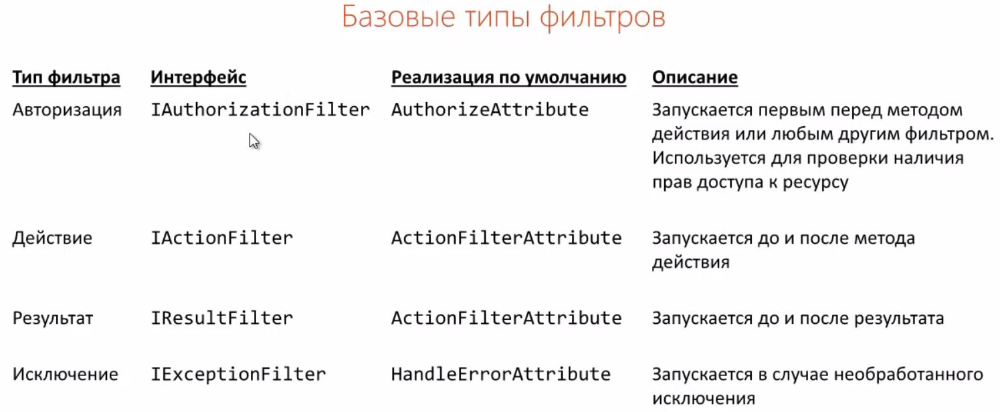 Базовые типы фильтров
Тип фильтра Интерфейс Реализация по умолчанию Описание
Авторизация IAuthorizationFilter AuthorizeAttribute Запускается первым перед методом
действия или любым другим фильтром.
Используется для проверки наличия
прав доступа к ресурсу
Действие IActionFilter ActionFilterAttribute Запускается до и после метода
действия
Результат IResultFilter ActionFilterAttribute Запускается до и после результата
Исключение IExceptionFilter HandleErrorAttribute Запускается в случае необработанного
исключения